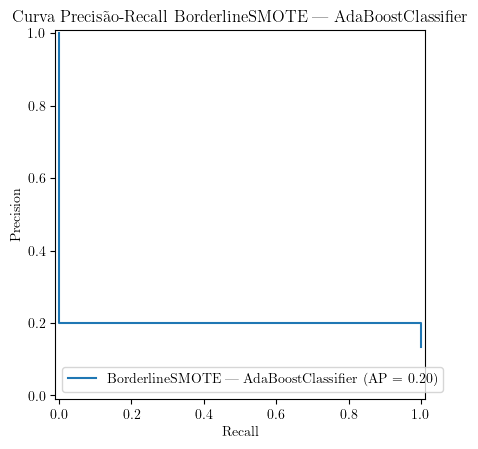 Curva Precisão-Recall BorderlineSMOTE — AdaBoostClassifier
1.0
0.8
0.6
0.4
0.2
0.0
Precision
BorderlineSMOTE — AdaBoostClassifier (AP = 0.20)
0.0 0.2 0.4 0.6 0.8 1.0
Recall